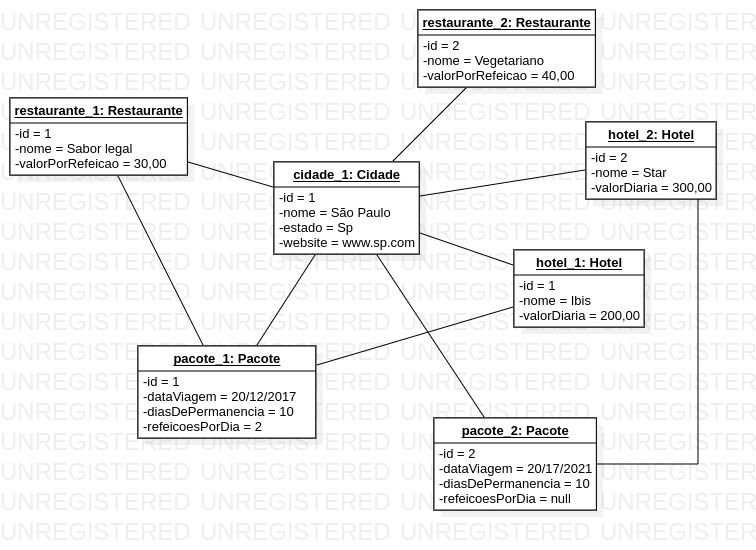 restaurante_2: Restaurante
-id = 2
-nome = Vegetariano
-valorPorRefeicao = 40,00
restaurante_1: Restaurante
-id = 1
-nome = Sabor legal
-valorPorRefeicao = 30,00
hotel_2: Hotel
-id = 2
-nome = Star
-valorDiaria = 300,00
cidade_1: Cidade
-id = 1
-nome = São Paulo
-estado = Sp
-website = www.sp.com
hotel_1: Hotel
-id = 1
-nome = Ibis
-valorDiaria = 200,00
pacote_1: Pacote
-id = 1
-dataViagem = 20/12/2017
-diasDePermanencia = 10
-refeicoesPorDia = 2
pacote_2: Pacote
-id = 2
-dataViagem = 20/17/2021
-diasDePermanencia = 10
-refeicoesPorDia = null
UNREGISTERED